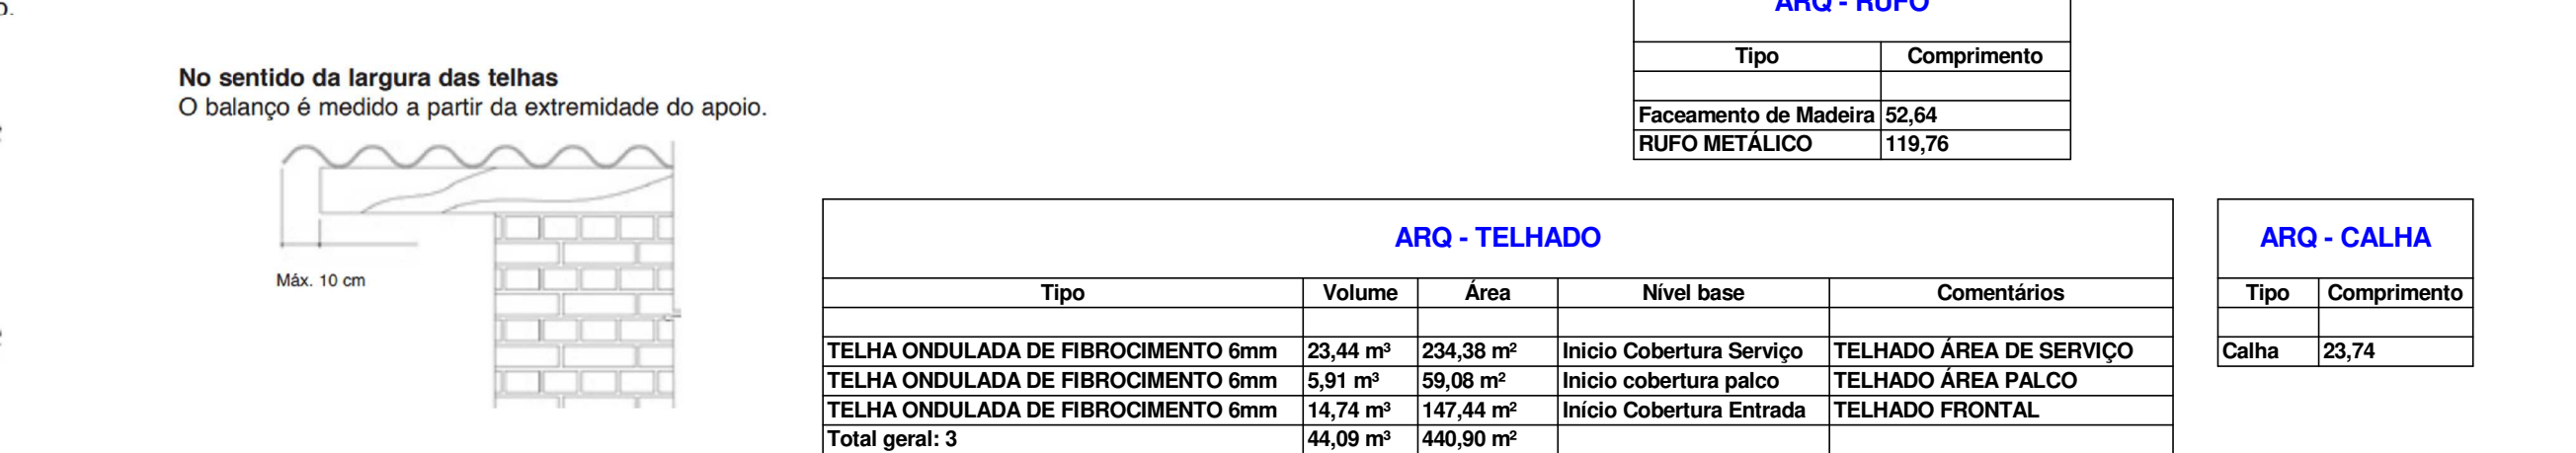 No sentido da largura das telhas
O balanço é medido a partir da extremidade do apoio.
Máx. 10 cm
ARQ - RUFO
Tipo Comprimento
Faceamento de Madeira 52,64
RUFO METÁLICO 119,76
ARQ - TELHADO
Tipo Volume Área Nível base Comentários
TELHA ONDULADA DE FIBROCIMENTO 6mm 23,44 m³ 234,38 m² Inicio Cobertura Serviço TELHADO ÁREA DE SERVIÇO
TELHA ONDULADA DE FIBROCIMENTO 6mm 5,91 m³ 59,08 m² Inicio cobertura palco TELHADO ÁREA PALCO
TELHA ONDULADA DE FIBROCIMENTO 6mm 14,74 m³ 147,44 m² Início Cobertura Entrada TELHADO FRONTAL
Total geral: 3 44,09 m³ 440,90 m²
ARQ - CALHA
Tipo Comprimento
Calha 23,74